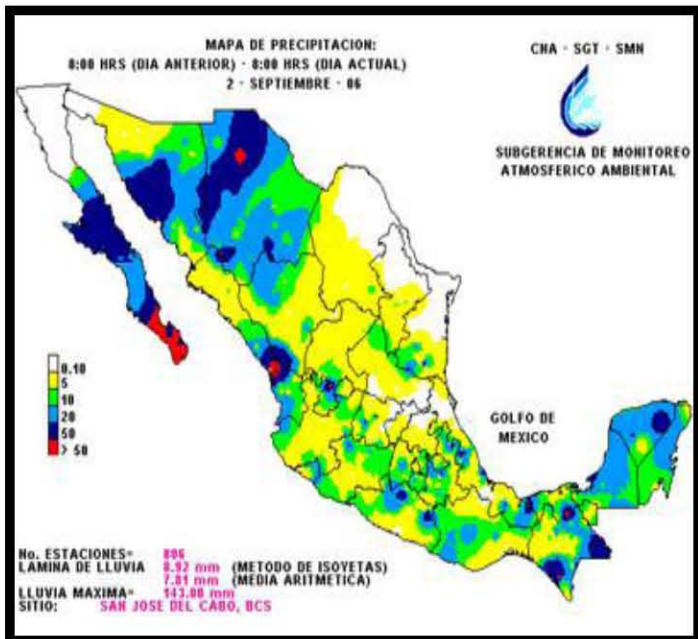 MAPA DE PRECIPITACION:
8:00 HRS (DIA ANTERIOR) - 8:00 HRS (DIA ACTUAL)
2 - SEPTIEMBRE - 06
CNA - SGT - SMN
SUBGERENCIA DE MONITOREO
ATMOSFERICO AMBIENTAL
0.10
5
10
20
50
> 50
GOLFO DE
MEXICO
No. ESTACIONES= 806
LAMINA DE LLUVIA 8.92 mm (METODO DE ISOYETAS)
7.81 mm (MEDIA ARITMETICA)
LLUVIA MAXIMA= 143.00 mm
SITIO: SAN JOSE DEL CABO, BCS